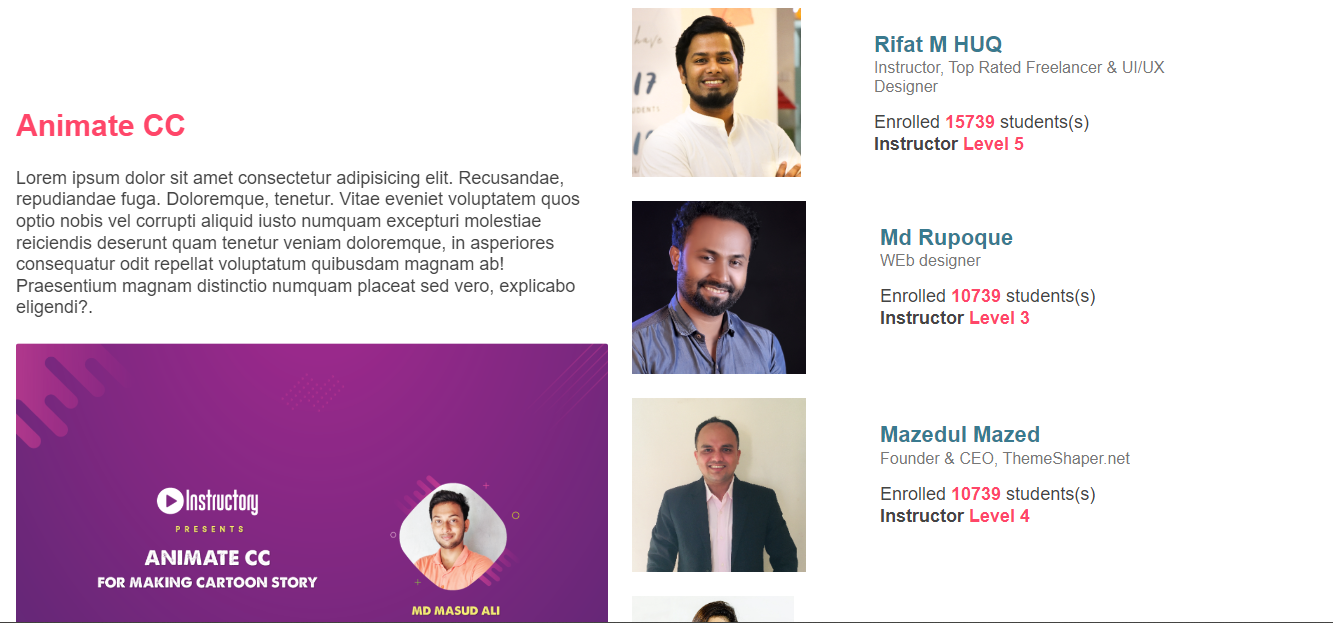 Animate CC
Lorem ipsum dolor sit amet consectetur adipisicing elit. Recusandae,
repudiandae fuga. Doloremque, tenetur. Vitae eveniet voluptatem quos
optio nobis vel corrupti aliquid iusto numquam excepturi molestiae
reiciendis deserunt quam tenetur veniam doloremque, in asperiores
consequatur odit repellat voluptatum quibusdam magnam ab!
Praesentium magnam distinctio numquam placeat sed vero, explicabo
eligendi?.
Instructory
PRESENTS
ANIMATE CC
FOR MAKING CARTOON STORY
MD MASUD ALI
have
17
Rifat M HUQ
Instructor, Top Rated Freelancer & UI/UX
Designer
Enrolled 15739 students(s)
Instructor Level 5
Md Rupoque
WEb designer
Enrolled 10739 students(s)
Instructor Level 3
Mazedul Mazed
Founder & CEO, ThemeShaper.net
Enrolled 10739 students(s)
Instructor Level 4